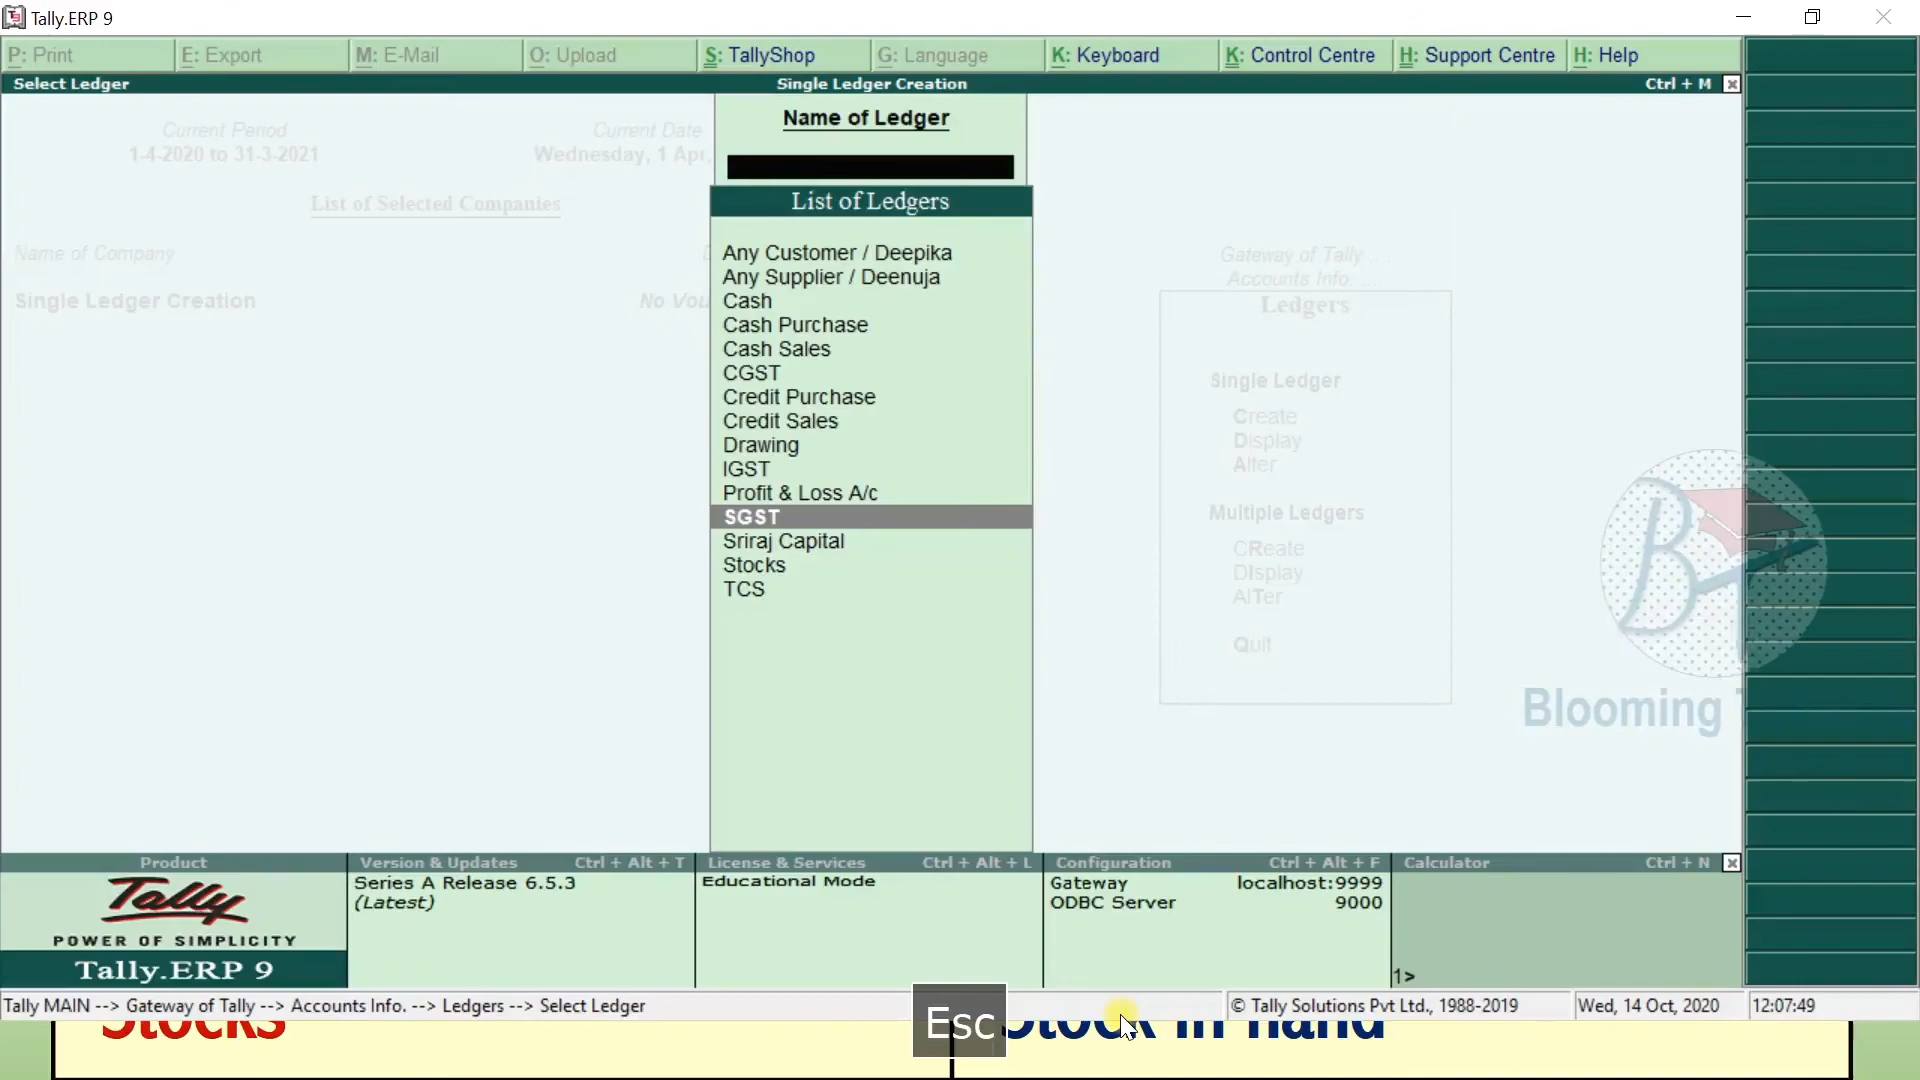 Tally.ERP 9
P: Print
E: Export
M: E-Mail
O: Upload
S: TallyShop
G: Language
K: Keyboard
K: Control Centre
H: Support Centre
H: Help
Select Ledger
Single Ledger Creation
Ctrl + M
Name of Ledger
Current Period
1-4-2020 to 31-3-2021
Current Date
Wednesday, 1 Apr,
List of Selected Companies
Name of Company
Single Ledger Creation
No Vou
List of Ledgers
Any Customer / Deepika
Any Supplier / Deenuja
Cash
Cash Purchase
Cash Sales
CGST
Credit Purchase
Credit Sales
Drawing
IGST
Profit & Loss A/c
SGST
Sriraj Capital
Stocks
TCS
Gateway of Tally ....
Accounts Info. ....
Ledgers
Single Ledger
Create
Display
Alter
Multiple Ledgers
CReate
DIsplay
AlTer
Quit
Blooming
Product
Tally
POWER OF SIMPLICITY
Tally.ERP 9
Version & Updates
Ctrl + Alt + T
Series A Release 6.5.3
(Latest)
License & Services
Ctrl + Alt + L
Educational Mode
Configuration
Ctrl + Alt + F
Gateway
localhost:9999
ODBC Server
9000
Calculator
Ctrl + N
1>
Tally MAIN --> Gateway of Tally --> Accounts Info. --> Ledgers --> Select Ledger
© Tally Solutions Pvt Ltd., 1988-2019
Wed, 14 Oct, 2020
12:07:49
Esc
Stocks
Stock in hand